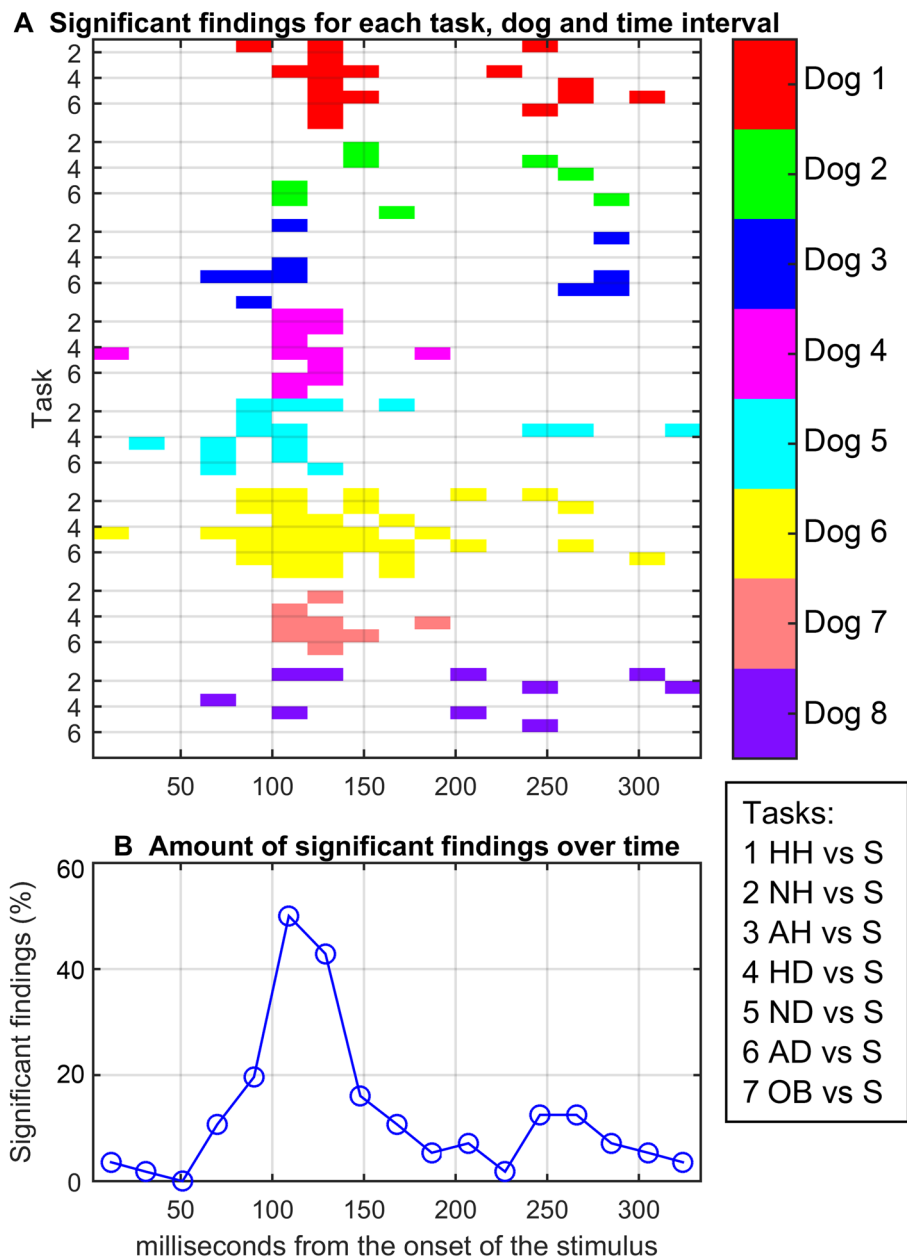 A Significant findings for each task, dog and time interval
Task
2
4
6
2
4
6
2
4
6
2
4
6
2
4
6
2
4
6
2
4
6
2
4
6
50 100 150 200 250 300
Dog 1
Dog 2
Dog 3
Dog 4
Dog 5
Dog 6
Dog 7
Dog 8
B Amount of significant findings over time
Significant findings (%)
60
40
20
0
50 100 150 200 250 300
milliseconds from the onset of the stimulus
Tasks:
1 HH vs S
2 NH vs S
3 AH vs S
4 HD vs S
5 ND vs S
6 AD vs S
7 OB vs S